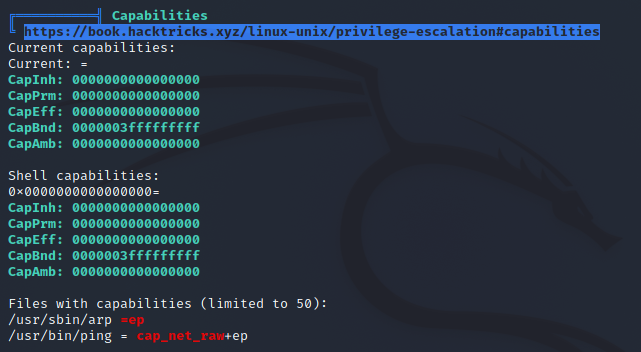 ╔══════════╣ Capabilities
╚ https://book.hacktricks.xyz/linux-unix/privilege-escalation#capabilities
Current capabilities:
Current: =
CapInh: 0000000000000000
CapPrm: 0000000000000000
CapEff: 0000000000000000
CapBnd: 0000003fffffffff
CapAmb: 0000000000000000

Shell capabilities:
0×0000000000000000=
CapInh: 0000000000000000
CapPrm: 0000000000000000
CapEff: 0000000000000000
CapBnd: 0000003fffffffff
CapAmb: 0000000000000000

Files with capabilities (limited to 50):
/usr/sbin/arp =ep
/usr/bin/ping = cap_net_raw+ep